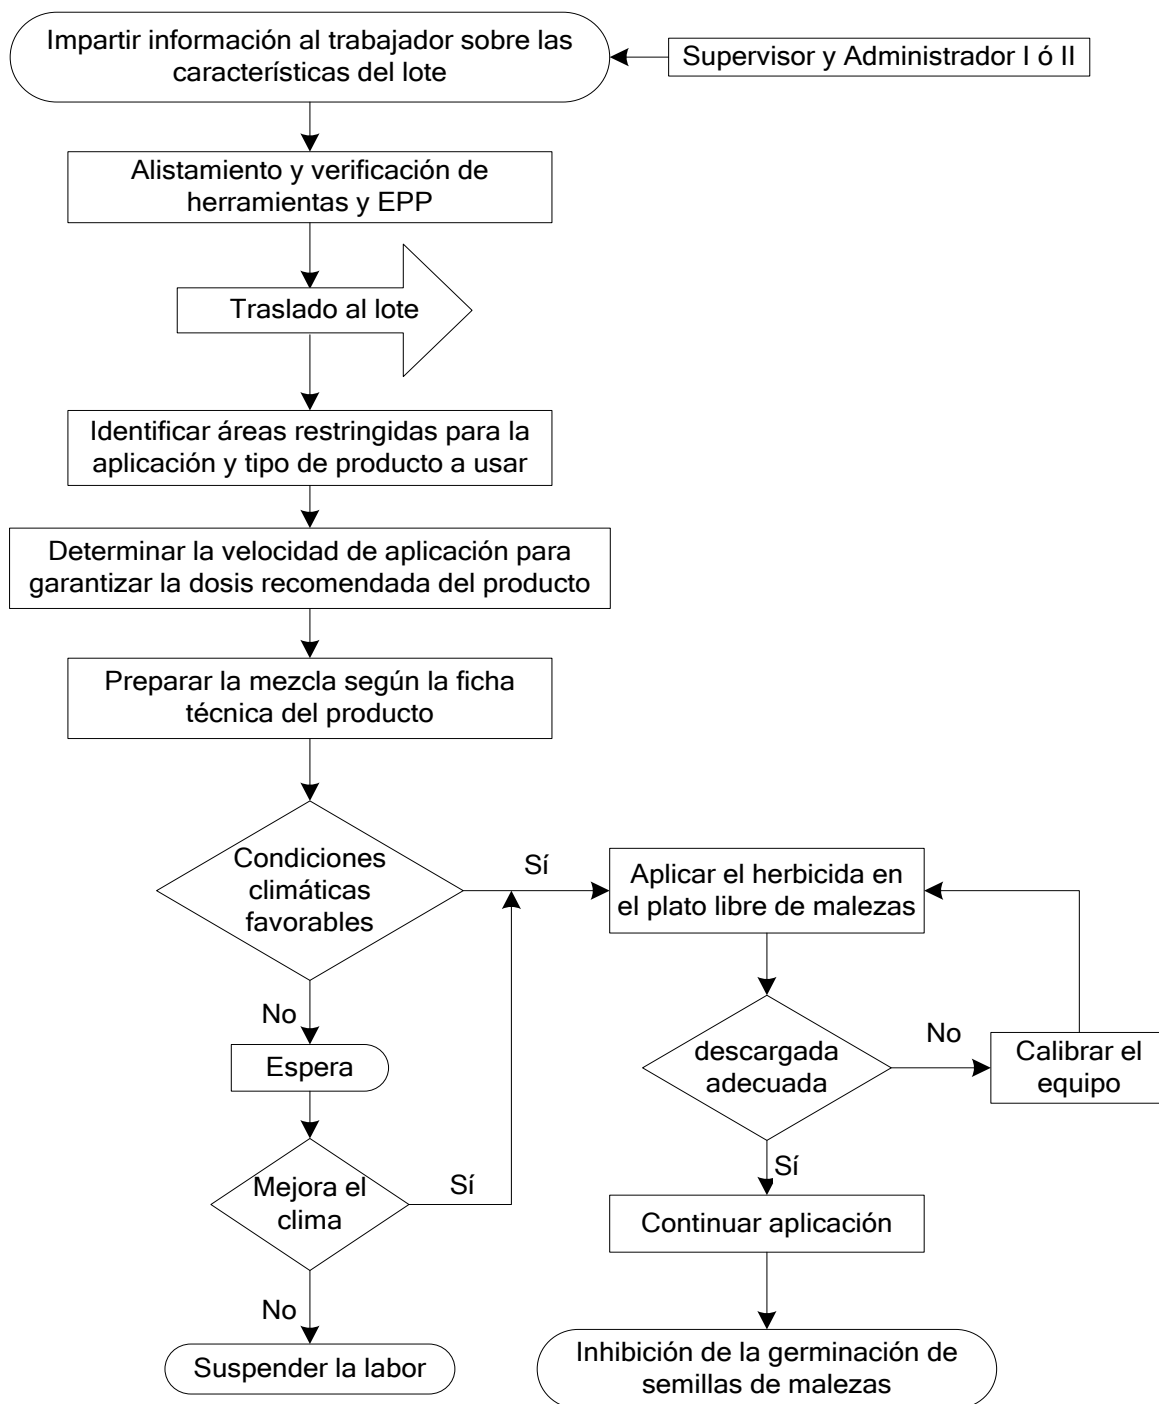 Impartir información al trabajador sobre las
características del lote
Supervisor y Administrador I ó II
Alistamiento y verificación de
herramientas y EPP
Traslado al lote
Identificar áreas restringidas para la
aplicación y tipo de producto a usar
Determinar la velocidad de aplicación para
garantizar la dosis recomendada del producto
Preparar la mezcla según la ficha
técnica del producto
Condiciones
climáticas
favorables
Sí
Aplicar el herbicida en
el plato libre de malezas
No
Espera
descargada
adecuada
No
Calibrar el
equipo
Mejora el
clima
Sí
Sí
Continuar aplicación
No
Suspender la labor
Inhibición de la germinación de
semillas de malezas